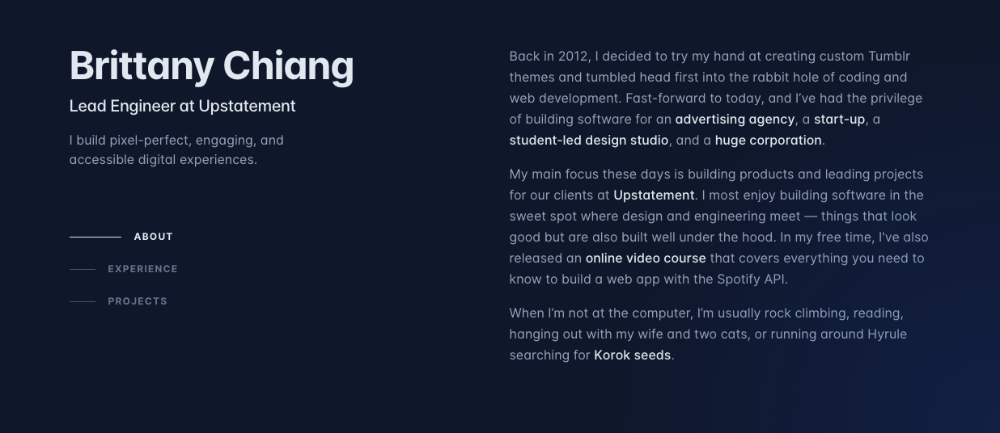 Brittany Chiang
Lead Engineer at Upstatement
I build pixel-perfect, engaging, and
accessible digital experiences.
ABOUT
EXPERIENCE
PROJECTS
Back in 2012, I decided to try my hand at creating custom Tumblr
themes and tumbled head first into the rabbit hole of coding and
web development. Fast-forward to today, and I’ve had the privilege
of building software for an advertising agency, a start-up, a
student-led design studio, and a huge corporation.
My main focus these days is building products and leading projects
for our clients at Upstatement. I most enjoy building software in the
sweet spot where design and engineering meet — things that look
good but are also built well under the hood. In my free time, I've also
released an online video course that covers everything you need to
know to build a web app with the Spotify API.
When I’m not at the computer, I’m usually rock climbing, reading,
hanging out with my wife and two cats, or running around Hyrule
searching for Korok seeds.